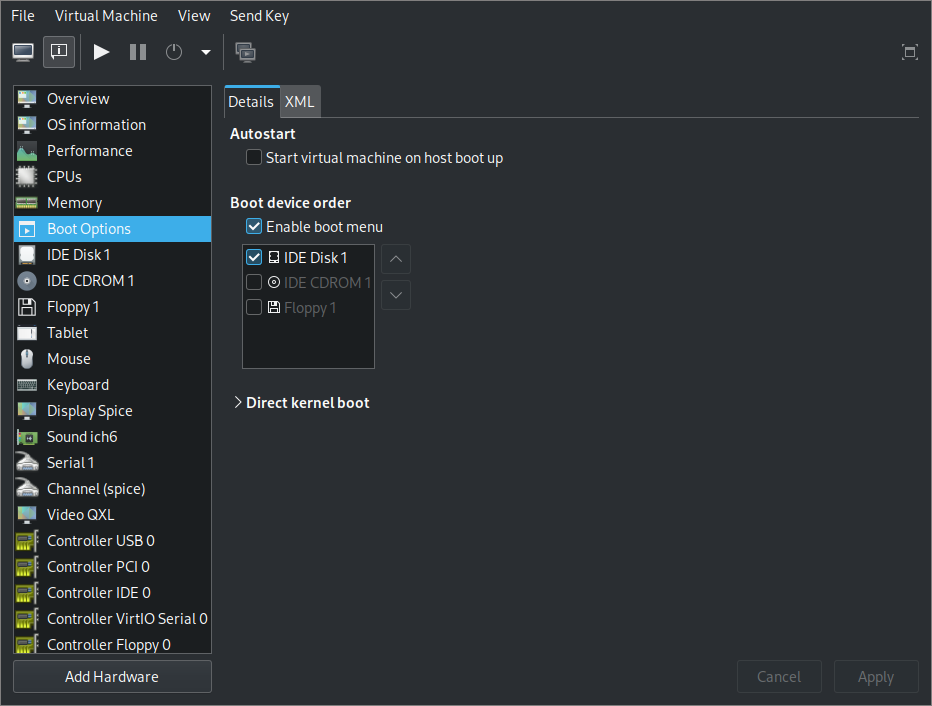 File Virtual Machine View Send Key
Overview
OS information
Performance
CPUs
Memory
Boot Options
IDE Disk 1
IDE CDROM 1
Floppy 1
Tablet
Mouse
Keyboard
Display Spice
Sound ich6
Serial 1
Channel (spice)
Video QXL
Controller USB 0
Controller PCI 0
Controller IDE 0
Controller VirtIO Serial 0
Controller Floppy 0
Add Hardware
Details XML
Autostart
Start virtual machine on host boot up
Boot device order
Enable boot menu
IDE Disk 1
IDE CDROM 1
Floppy 1
Direct kernel boot
Cancel Apply